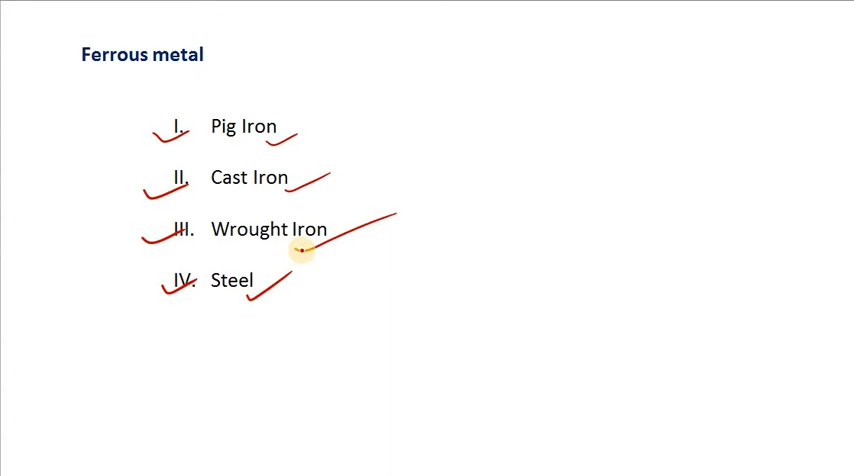 Ferrous metal
I. Pig Iron
II. Cast Iron
III. Wrought Iron
IV. Steel